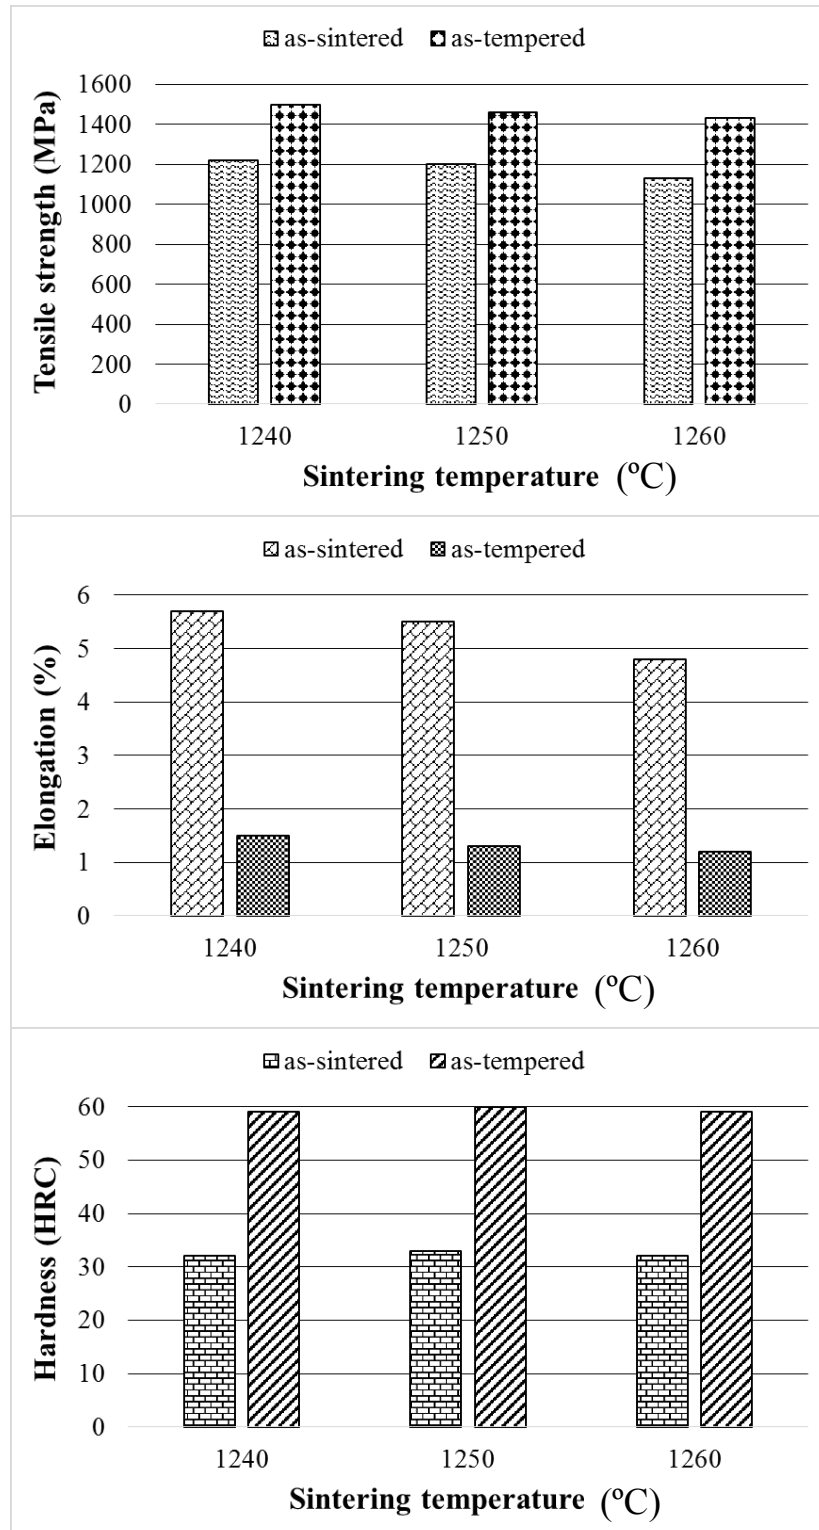 as-sintered as-tempered
1600
1400
1200
1000
800
600
400
200
0
Tensile strength (MPa)
1240 1250 1260
Sintering temperature (ºC)
as-sintered as-tempered
6
5
4
3
2
1
0
Elongation (%)
1240 1250 1260
Sintering temperature (ºC)
as-sintered as-tempered
60
50
40
30
20
10
0
Hardness (HRC)
1240 1250 1260
Sintering temperature (ºC)